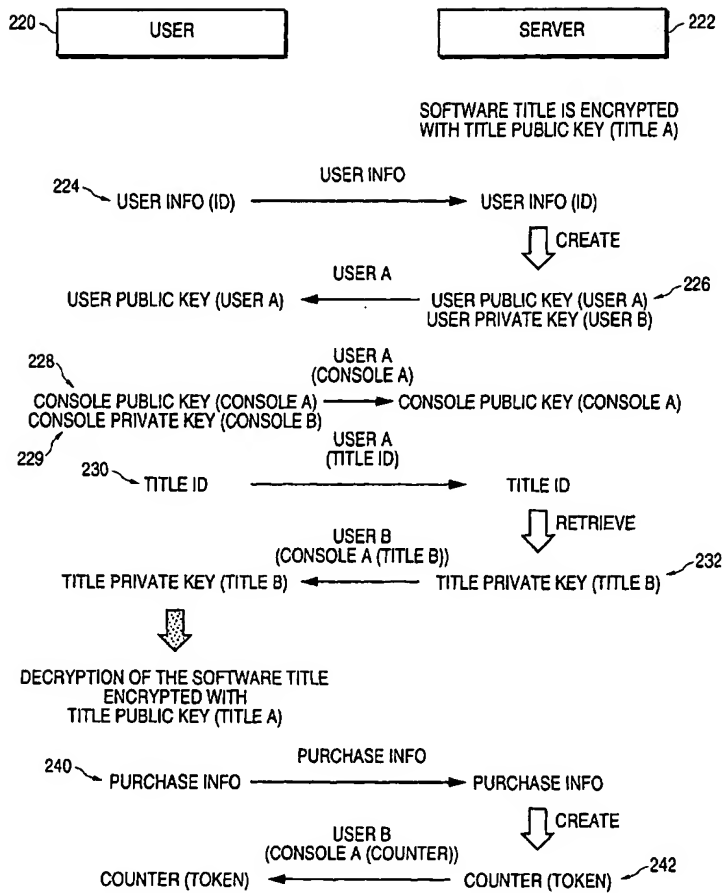 220
USER
SERVER
222
SOFTWARE TITLE IS ENCRYPTED
WITH TITLE PUBLIC KEY (TITLE A)
USER INFO
224
USER INFO (ID)
USER INFO (ID)
CREATE
USER A
USER PUBLIC KEY (USER A)
USER PUBLIC KEY (USER A)
USER PRIVATE KEY (USER B)
226
228
USER A
(CONSOLE A)
CONSOLE PUBLIC KEY (CONSOLE A)
CONSOLE PRIVATE KEY (CONSOLE B)
CONSOLE PUBLIC KEY (CONSOLE A)
229
USER A
(TITLE ID)
230
TITLE ID
TITLE ID
RETRIEVE
USER B
(CONSOLE A (TITLE B))
TITLE PRIVATE KEY (TITLE B)
TITLE PRIVATE KEY (TITLE B)
232
DECRYPTION OF THE SOFTWARE TITLE
ENCRYPTED WITH
TITLE PUBLIC KEY (TITLE A)
PURCHASE INFO
240
PURCHASE INFO
PURCHASE INFO
CREATE
USER B
(CONSOLE A (COUNTER))
COUNTER (TOKEN)
COUNTER (TOKEN)
242